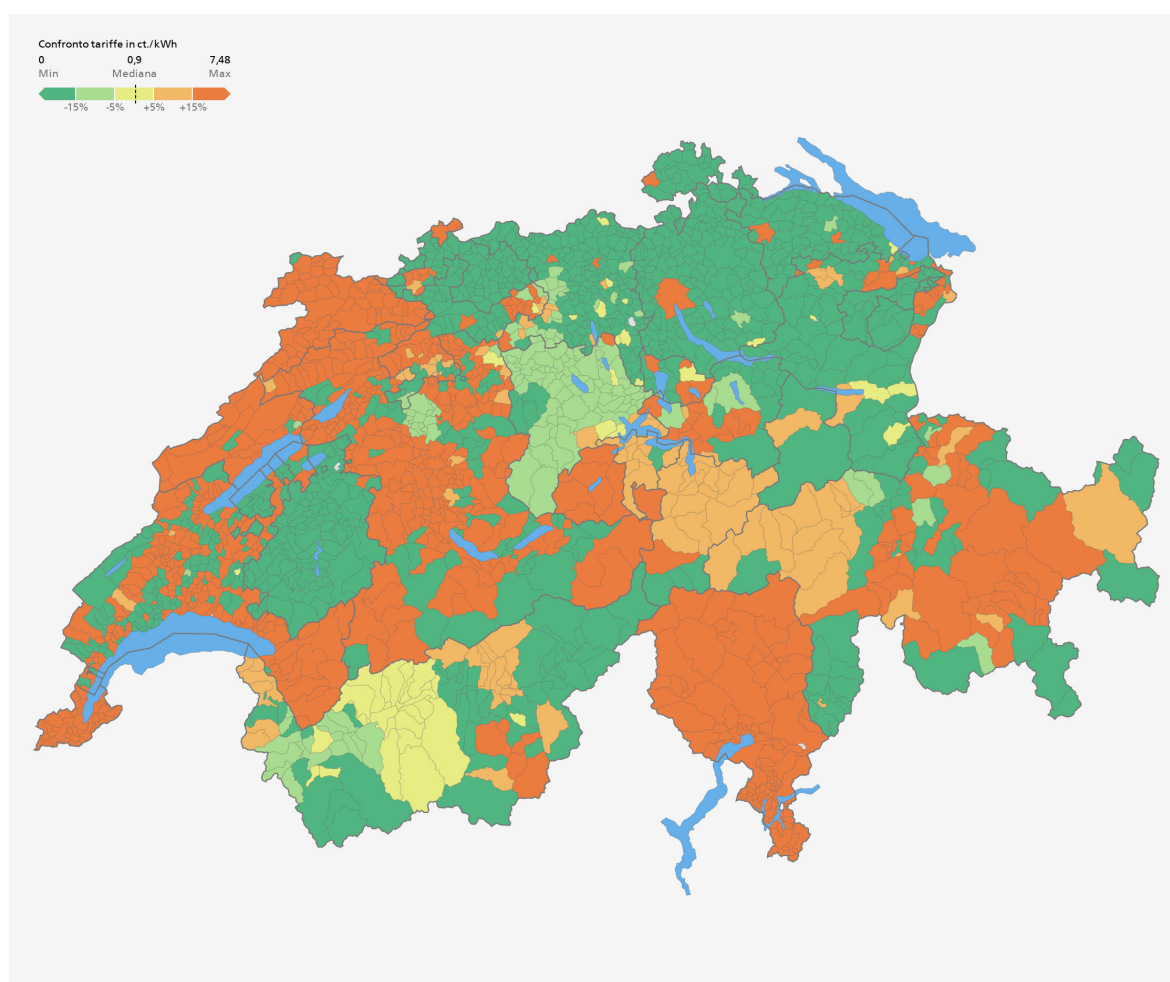 Confronto tariffe in ct./kWh
0 0,9 7,48
Min Mediana Max
-15% -5% +5% +15%